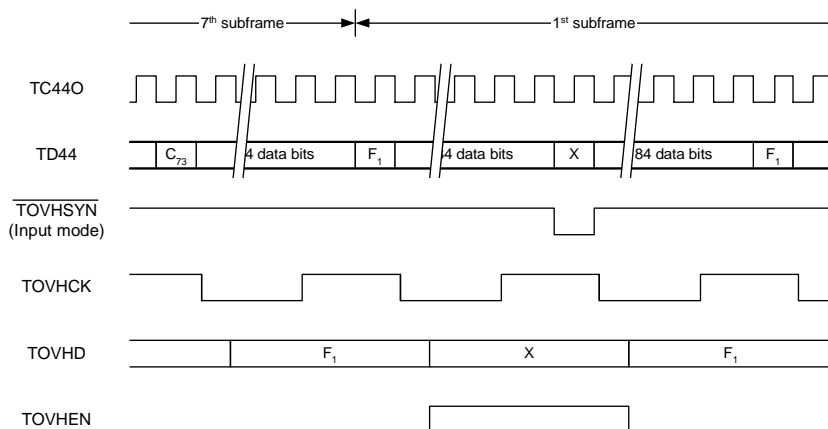 7th subframe 1st subframe
TC44O
TD44 C73 4 data bits F1 4 data bits X 84 data bits F1
TOVHSYN
(Input mode)
TOVHCK
TOVHD F1 X F1
TOVHEN